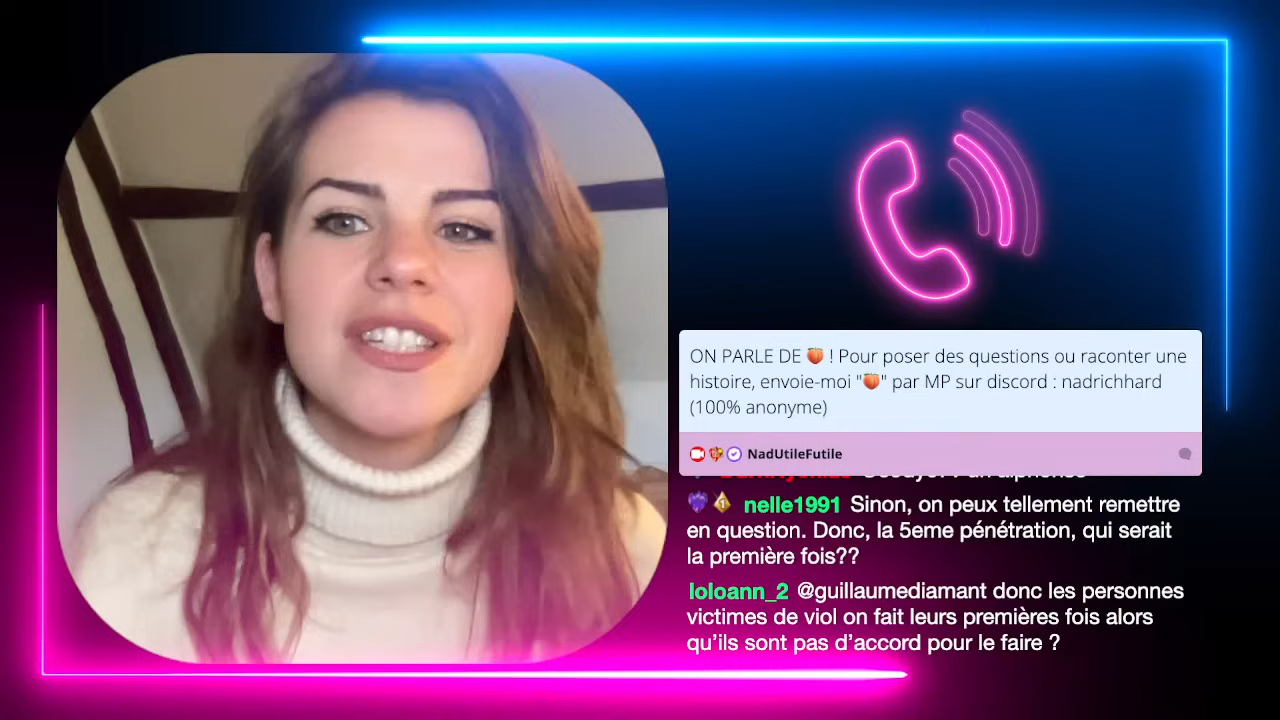 ON PARLE DE 🍑 ! Pour poser des questions ou raconter une
histoire, envoie-moi "🍑" par MP sur discord : nadrichhard
(100% anonyme)
NadUtileFutile
nelle1991 Sinon, on peux tellement remettre
en question. Donc, la 5eme pénétration, qui serait
la première fois??
loloann_2 @guillaumediamant donc les personnes
victimes de viol on fait leurs premières fois alors
qu’ils sont pas d’accord pour le faire ?